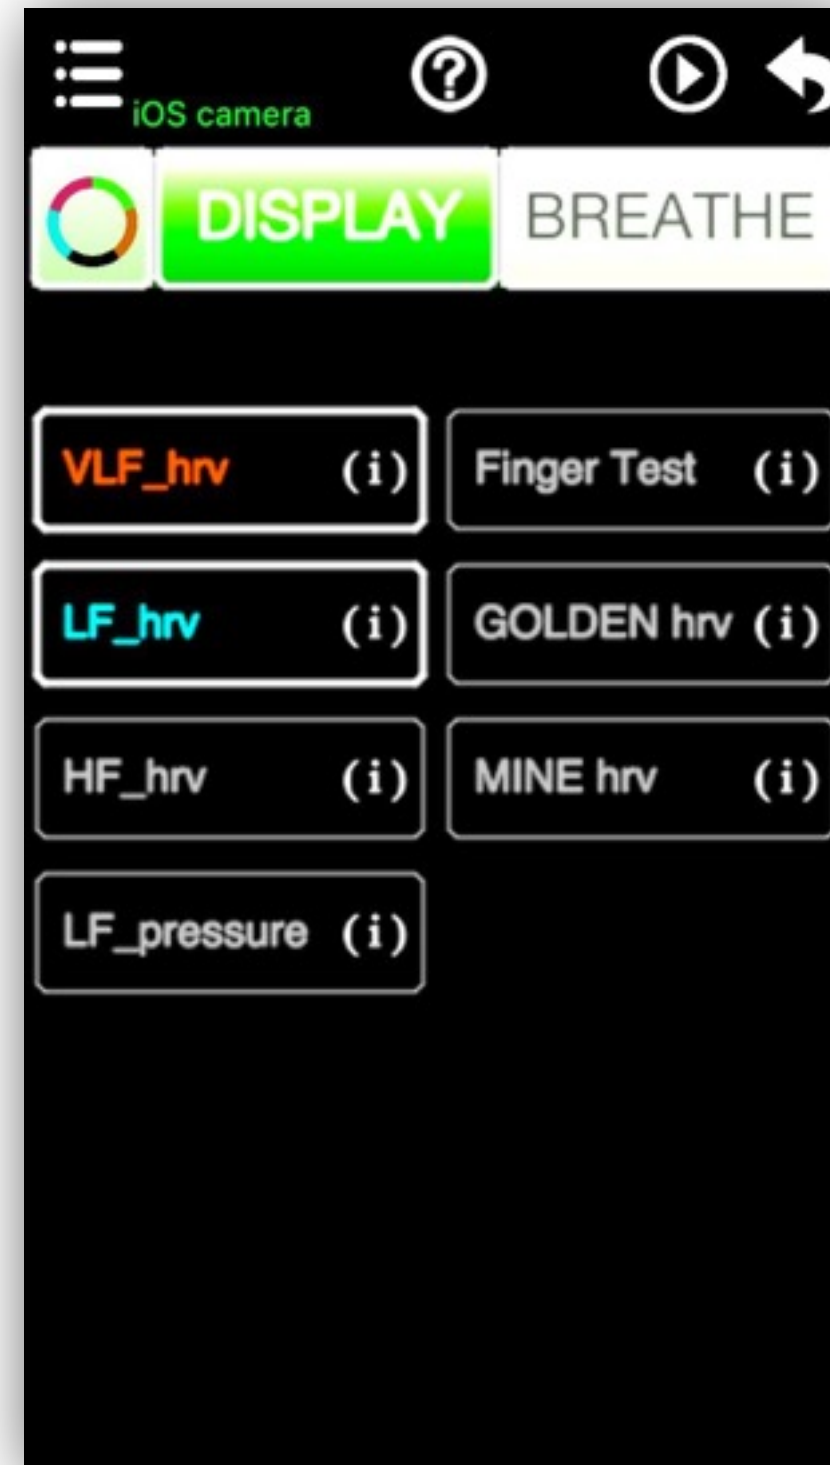 iOS camera
DISPLAY
BREATHE
VLF_hrv (i)
Finger Test (i)
LF_hrv (i)
GOLDEN hrv (i)
HF_hrv (i)
MINE hrv (i)
LF_pressure (i)